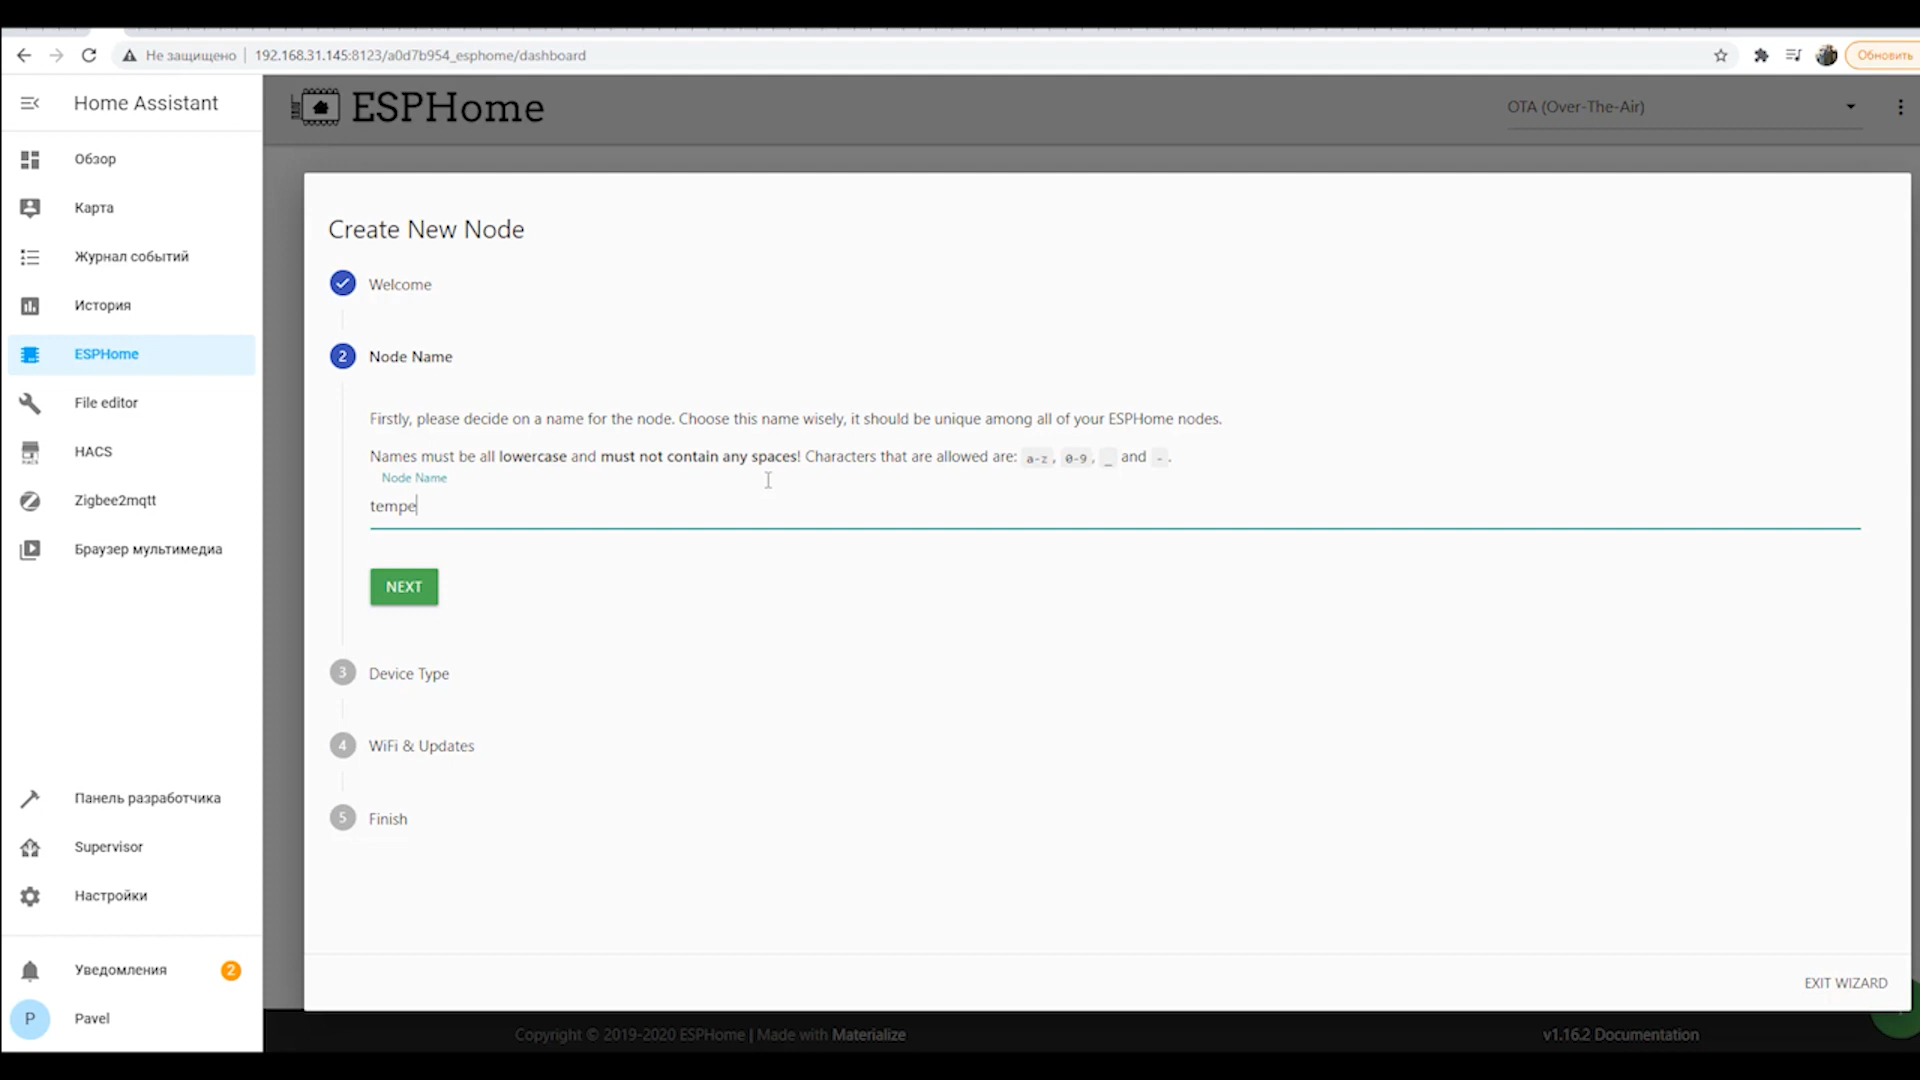 Не защищено
192.168.31.145:8123/a0d7b954_esphome/dashboard
Обновить
Home Assistant
Обзор
Карта
Журнал событий
История
ESPHome
File editor
HACS
Zigbee2mqtt
Браузер мультимедиа
Панель разработчика
Supervisor
Настройки
Уведомления 2
P Pavel
ESPHome
OTA (Over-The-Air)
Create New Node
Welcome
2 Node Name
Firstly, please decide on a name for the node. Choose this name wisely, it should be unique among all of your ESPHome nodes.
Names must be all lowercase and must not contain any spaces! Characters that are allowed are: a-z, 0-9, _ and -.
Node Name
tempe
NEXT
3 Device Type
4 WiFi & Updates
5 Finish
EXIT WIZARD
Copyright © 2019-2020 ESPHome | Made with Materialize
v1.16.2 Documentation